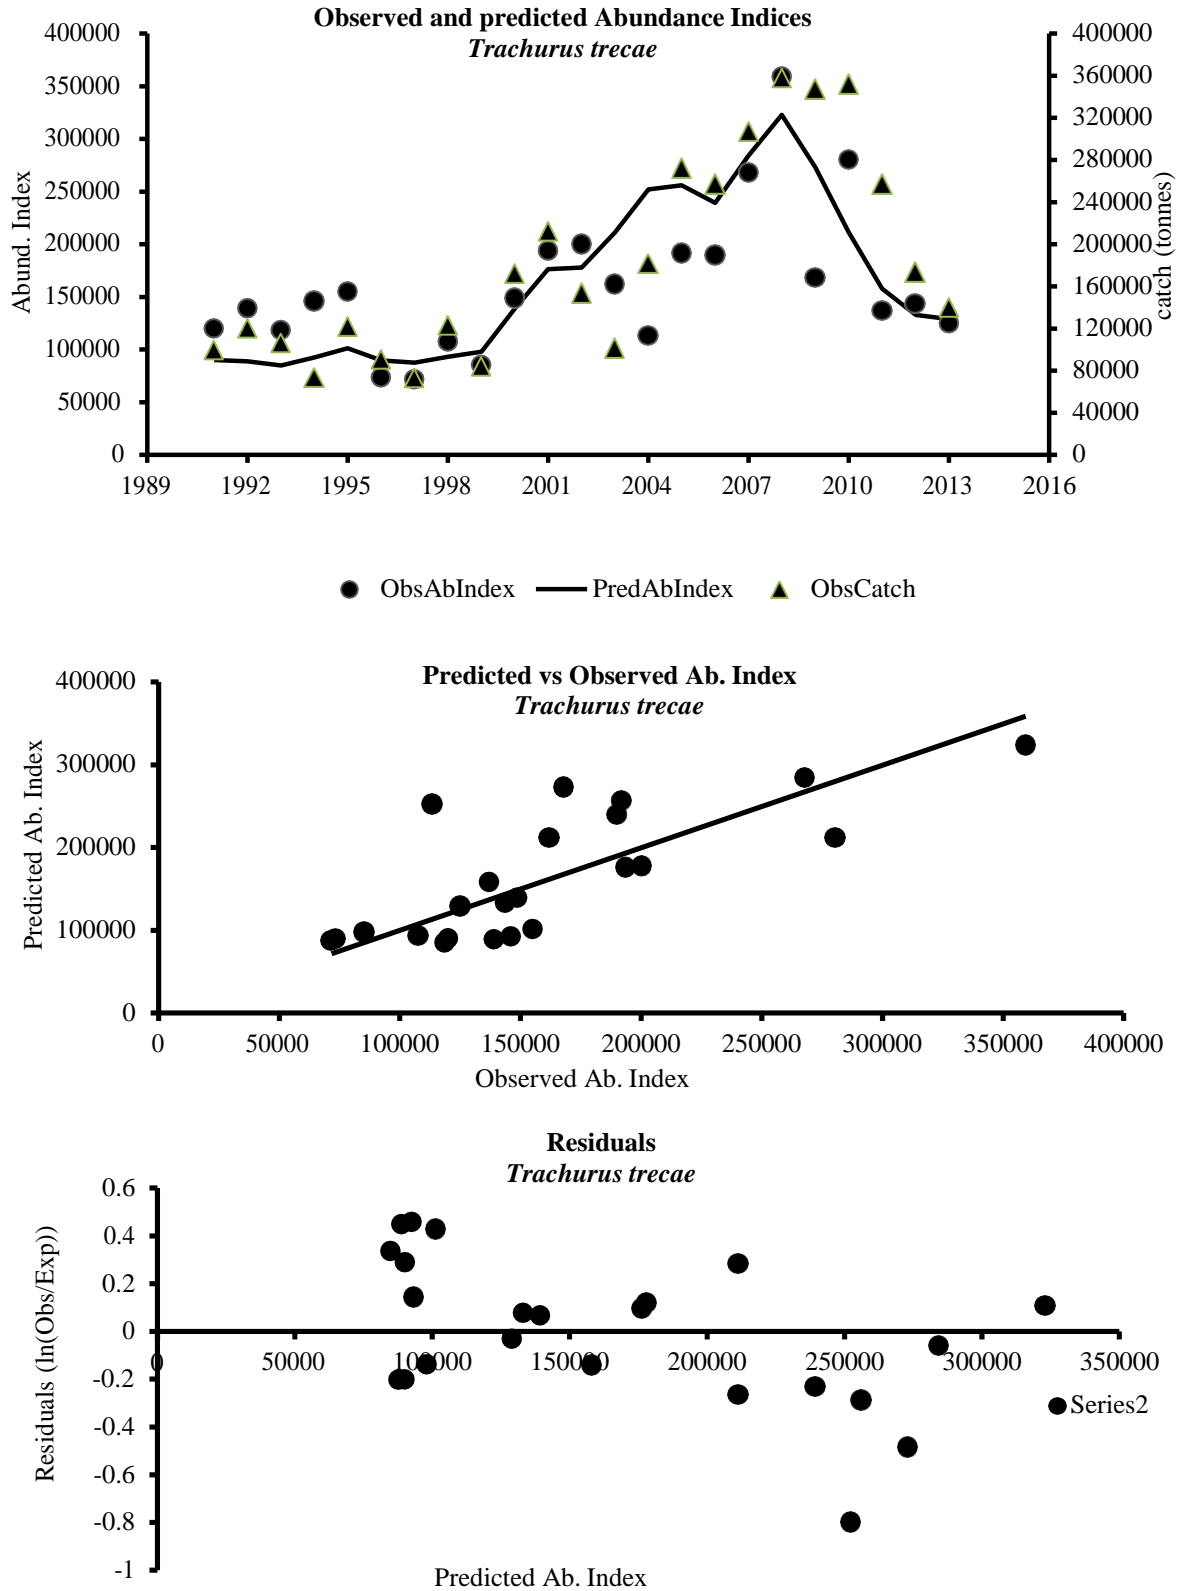 Observed and predicted Abundance Indices
Trachurus trecae
400000
350000
300000
250000
200000
150000
100000
50000
0
Abund. Index
400000
360000
320000
280000
240000
200000
160000
120000
80000
40000
0
catch (tonnes)
1989 1992 1995 1998 2001 2004 2007 2010 2013 2016
ObsAbIndex PredAbIndex ObsCatch
Predicted vs Observed Ab. Index
Trachurus trecae
400000
300000
200000
100000
0
Predicted Ab. Index
0 50000 100000 150000 200000 250000 300000 350000 400000
Observed Ab. Index
Residuals
Trachurus trecae
0.6
0.4
0.2
0
-0.2
-0.4
-0.6
-0.8
-1
Residuals (ln(Obs/Exp))
0 50000 100000 150000 200000 250000 300000 350000
Series2
Predicted Ab. Index